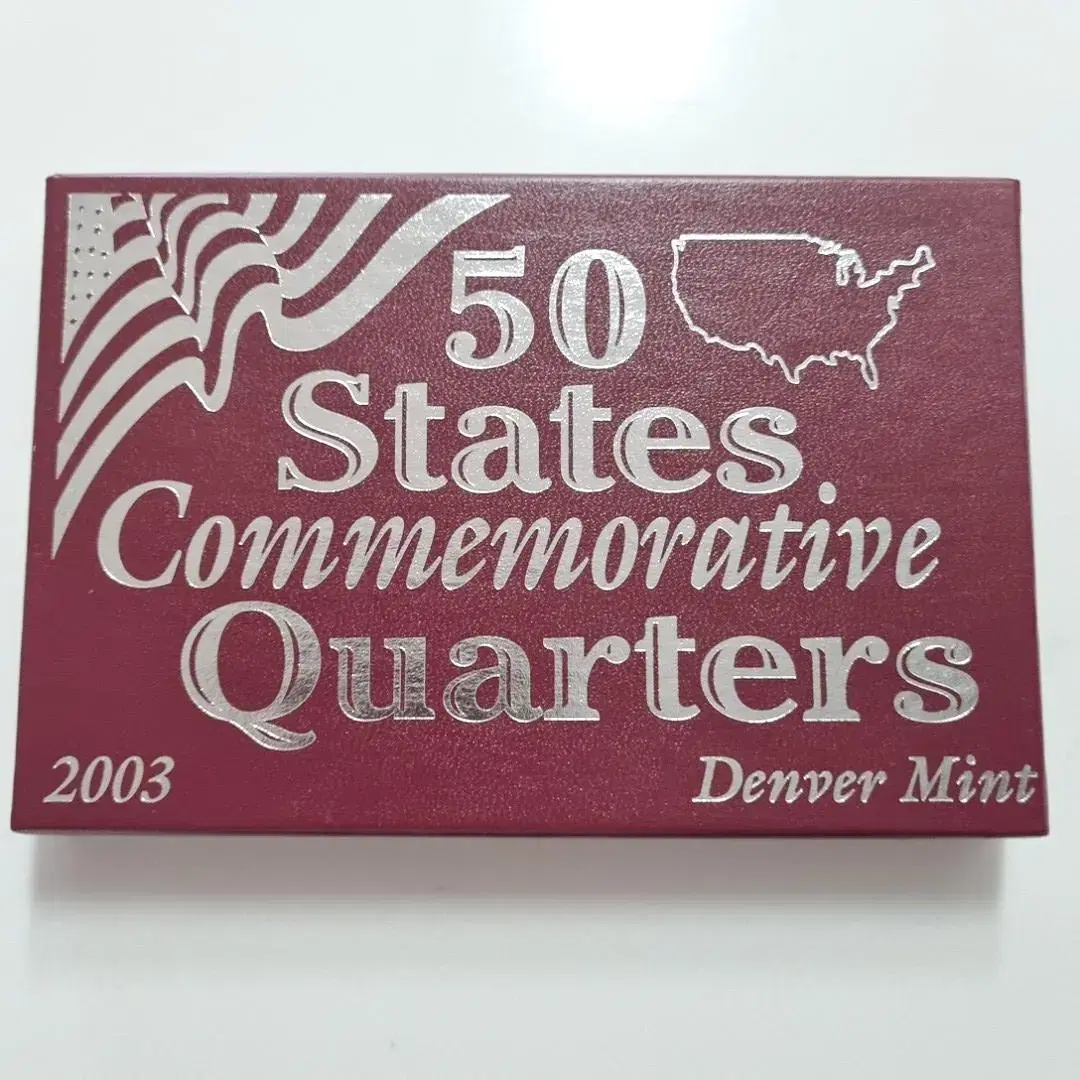 50
States
Commemorative
Quarters
2003 Denver Mint